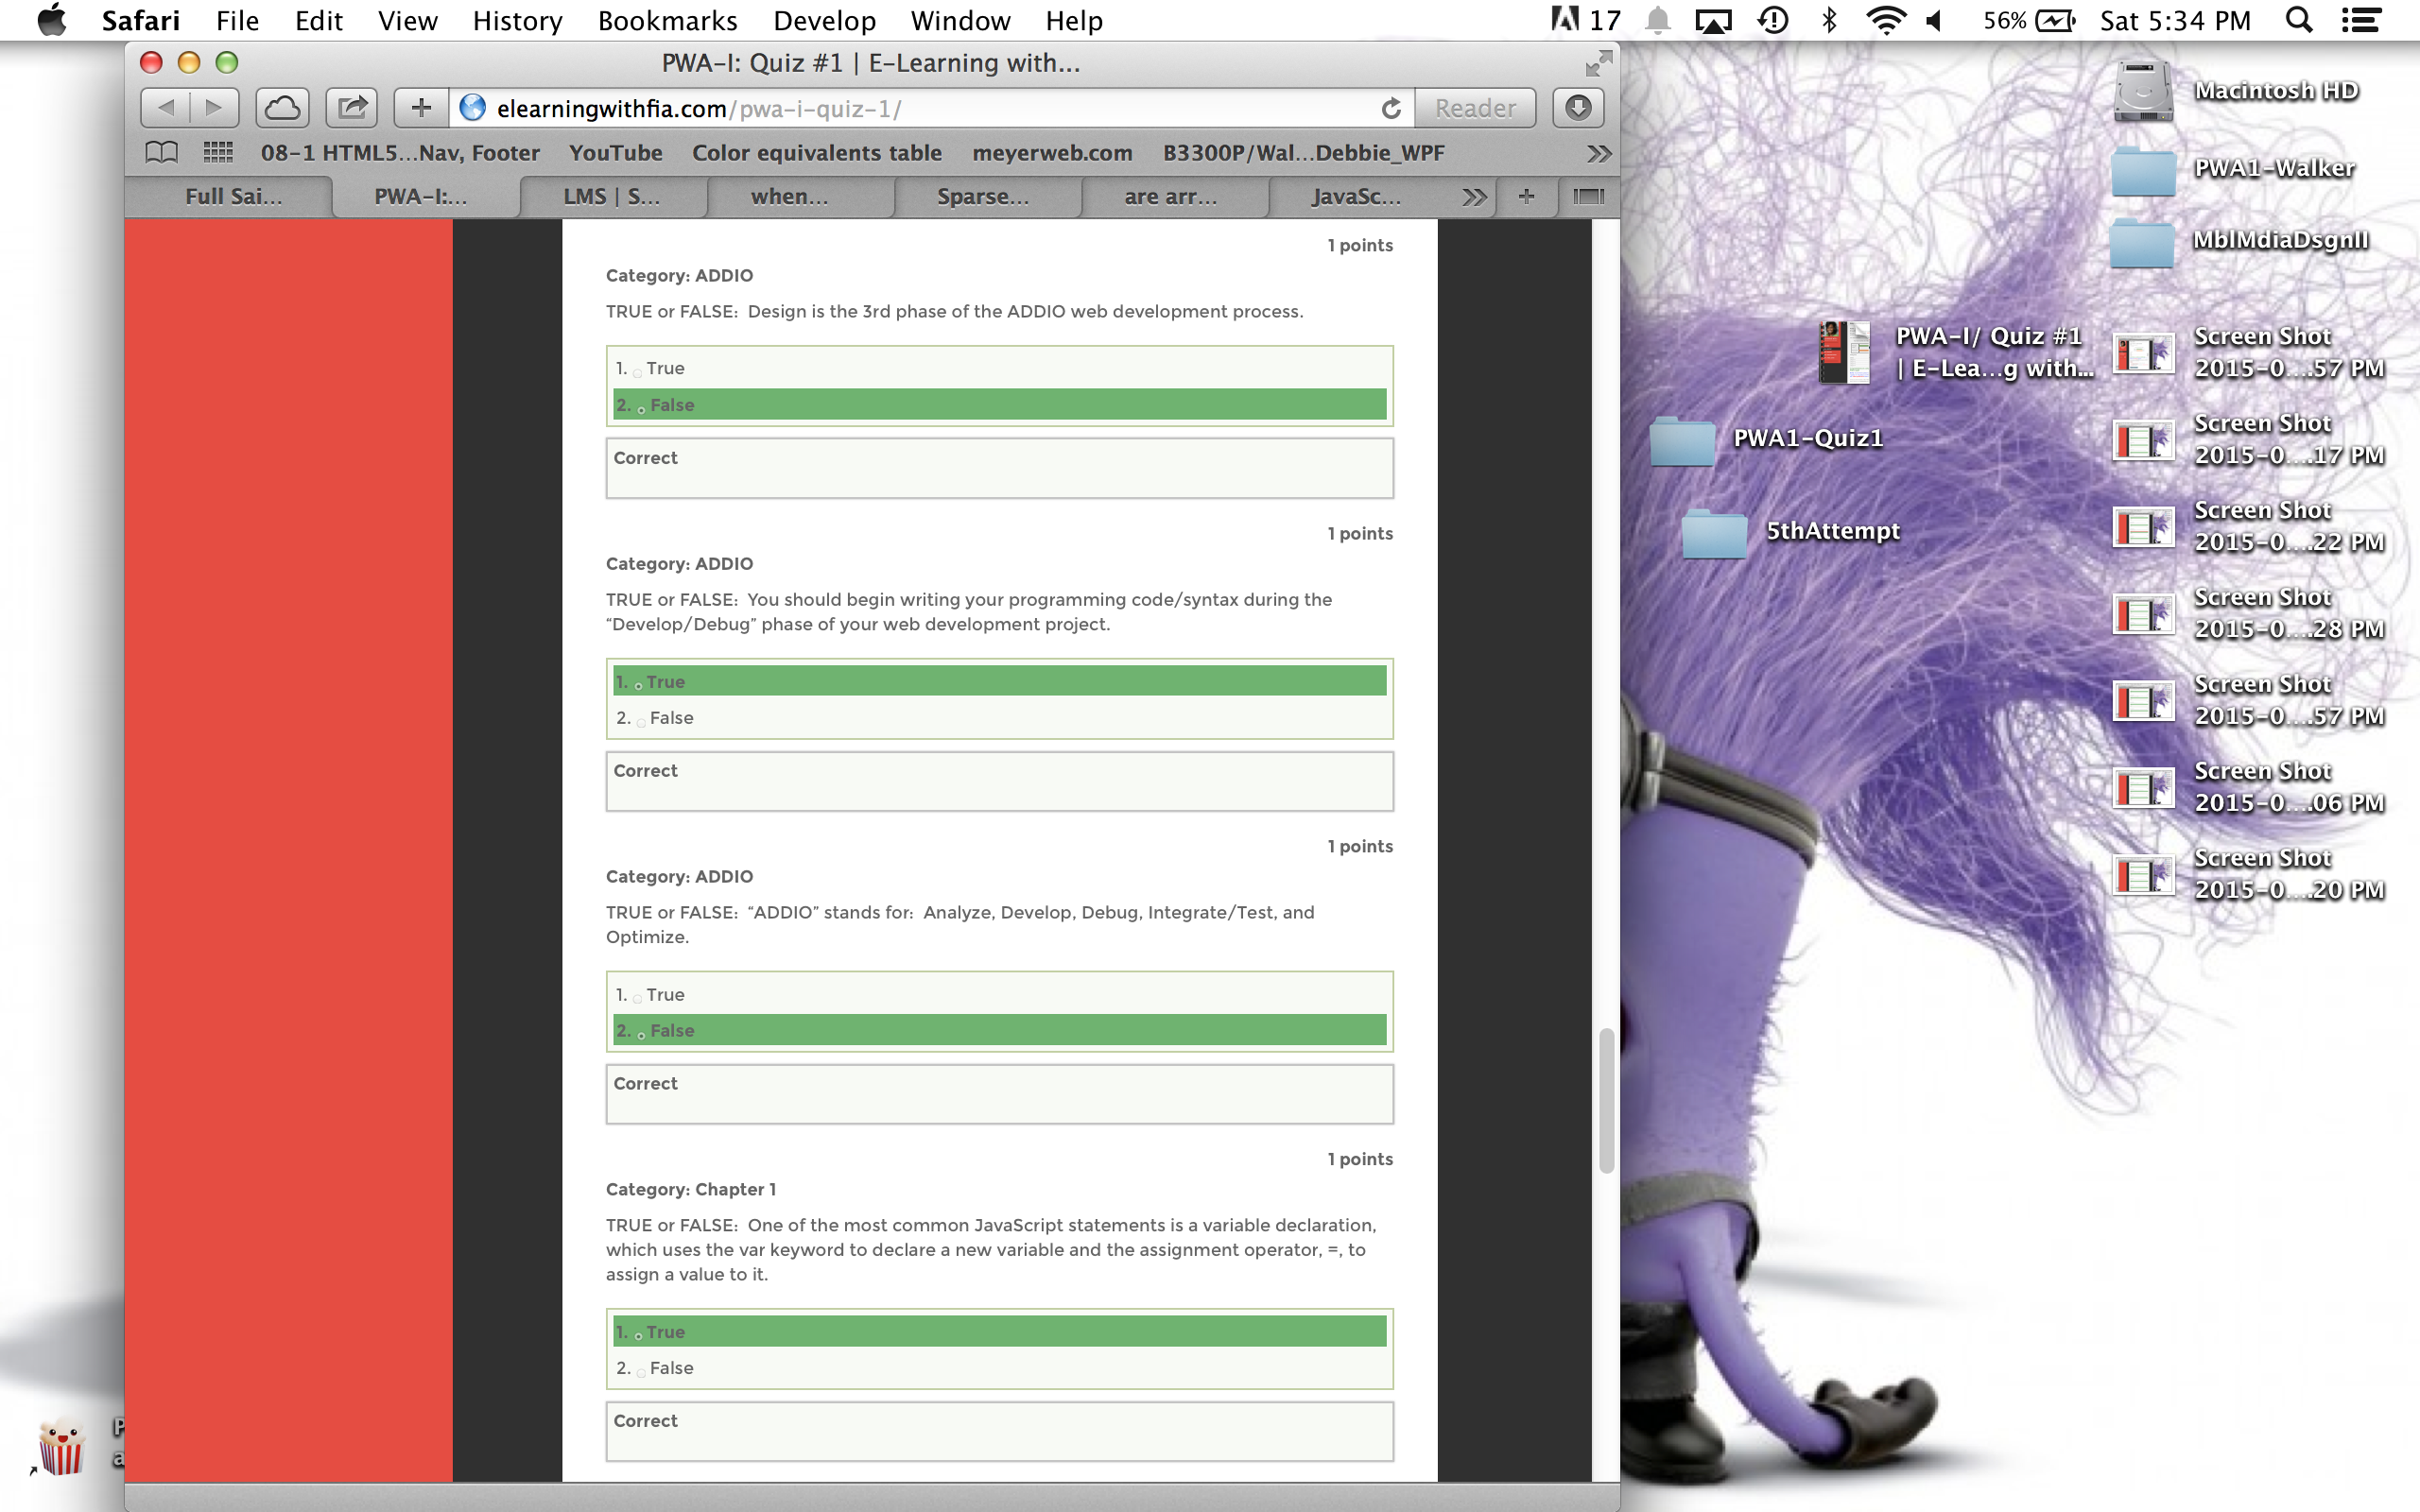 Safari File Edit View History Bookmarks Develop Window Help 17 56% Sat 5:34 PM
PWA-I: Quiz #1 | E-Learning with...
elearningwithfia.com/pwa-i-quiz-1/ Reader
08-1 HTML5...Nav, Footer YouTube Color equivalents table meyerweb.com B3300P/Wal...Debbie_WPF
Full Sai... PWA-I:... LMS | S... when... Sparse... are arr... JavaSc...
1 points
Category: ADDIO
TRUE or FALSE: Design is the 3rd phase of the ADDIO web development process.
1. True
2. False
Correct
1 points
Category: ADDIO
TRUE or FALSE: You should begin writing your programming code/syntax during the
“Develop/Debug” phase of your web development project.
1. True
2. False
Correct
1 points
Category: ADDIO
TRUE or FALSE: “ADDIO” stands for: Analyze, Develop, Debug, Integrate/Test, and
Optimize.
1. True
2. False
Correct
1 points
Category: Chapter 1
TRUE or FALSE: One of the most common JavaScript statements is a variable declaration,
which uses the var keyword to declare a new variable and the assignment operator, =, to
assign a value to it.
1. True
2. False
Correct
Macintosh HD
PWA1-Walker
MblMdiaDsgnII
PWA-I/ Quiz #1
| E-Lea...g with...
PWA1-Quiz1
5thAttempt
Screen Shot
2015-0....57 PM
Screen Shot
2015-0....17 PM
Screen Shot
2015-0....22 PM
Screen Shot
2015-0....28 PM
Screen Shot
2015-0....57 PM
Screen Shot
2015-0....06 PM
Screen Shot
2015-0....20 PM